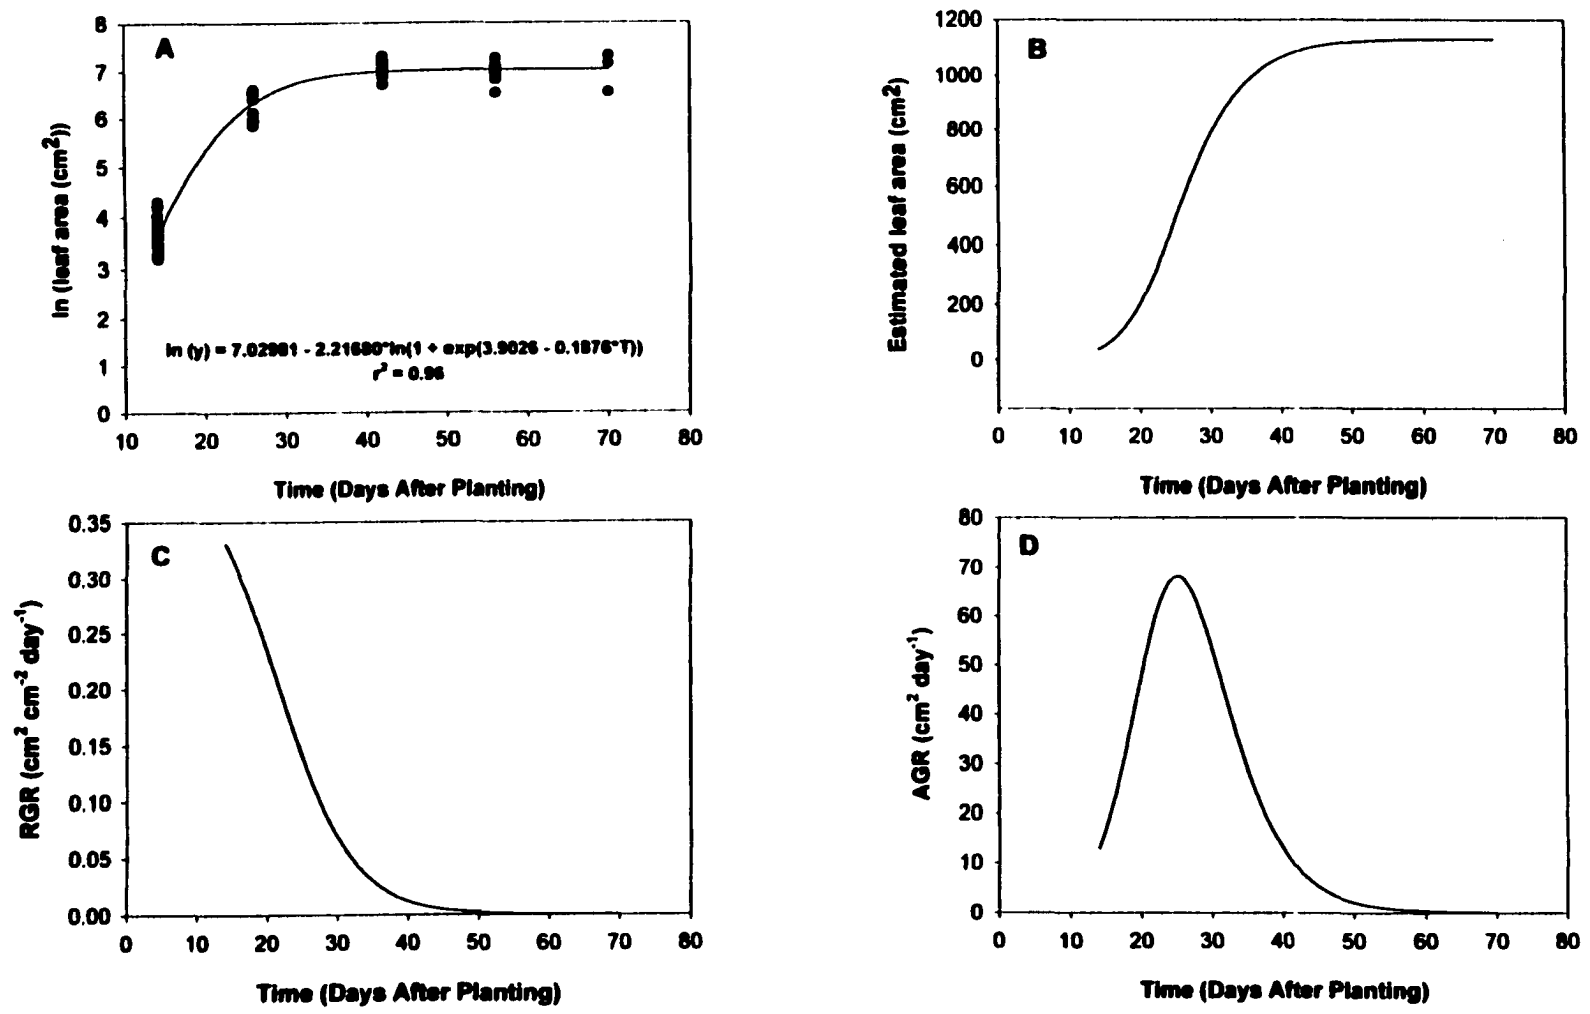 A
8
7
6
5
4
3
2
1
0
ln (leaf area (cm²))
ln (y) = 7.02981 - 2.21680*ln(1 + exp(3.9026 - 0.1876*T))
r² = 0.96
10 20 30 40 50 60 70 80
Time (Days After Planting)
B
1200
1000
800
600
400
200
0
Estimated leaf area (cm²)
0 10 20 30 40 50 60 70 80
Time (Days After Planting)
C
0.35
0.30
0.25
0.20
0.15
0.10
0.05
0.00
RGR (cm² cm⁻² day⁻¹)
0 10 20 30 40 50 60 70 80
Time (Days After Planting)
D
80
70
60
50
40
30
20
10
0
AGR (cm² day⁻¹)
0 10 20 30 40 50 60 70 80
Time (Days After Planting)